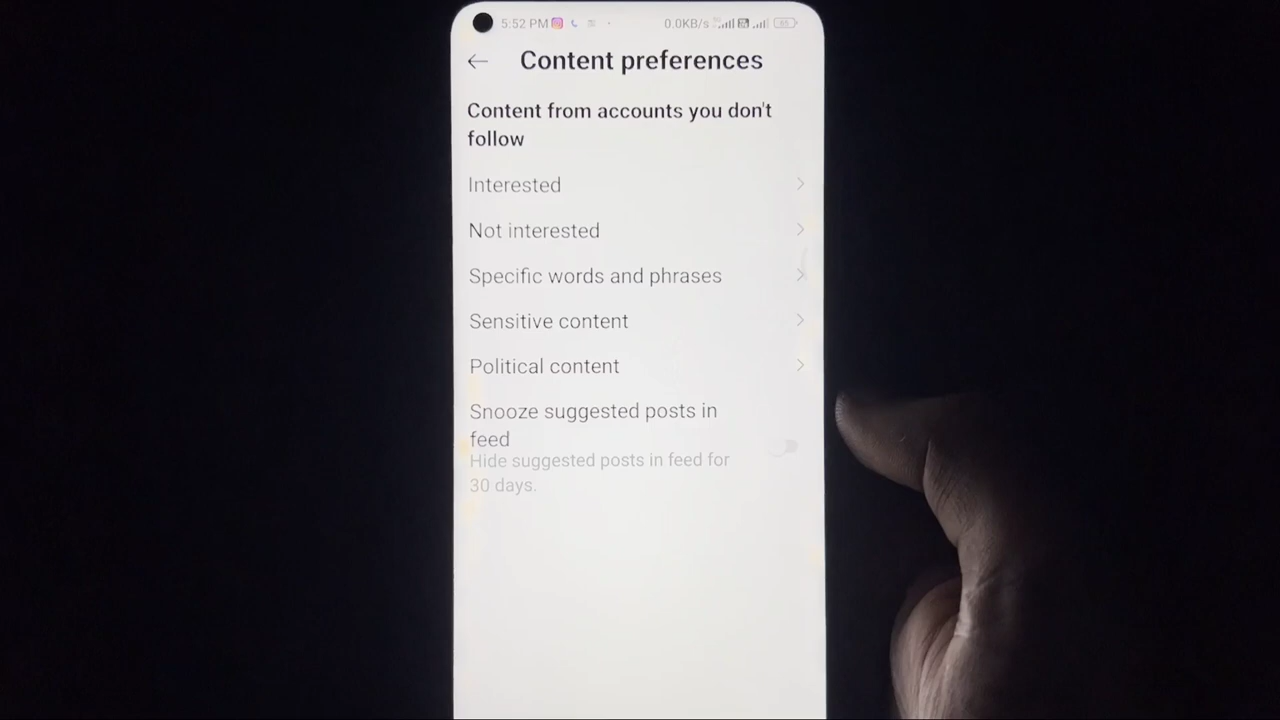 5:52 PM
0.0KB/s
Content preferences
Content from accounts you don't
follow
Interested
Not interested
Specific words and phrases
Sensitive content
Political content
Snooze suggested posts in
feed
Hide suggested posts in feed for
30 days.